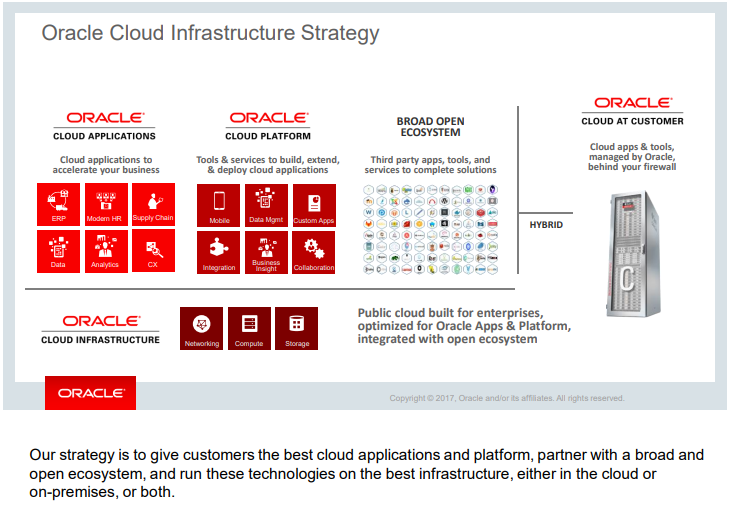 Oracle Cloud Infrastructure Strategy
ORACLE®
CLOUD APPLICATIONS
Cloud applications to
accelerate your business
ERP
Modern HR
Supply Chain
Data
Analytics
CX
ORACLE®
CLOUD PLATFORM
Tools & services to build, extend,
& deploy cloud applications
Mobile
Data Mgmt
Custom Apps
Integration
Business
Insight
Collaboration
BROAD OPEN
ECOSYSTEM
Third party apps, tools, and
services to complete solutions
HYBRID
ORACLE®
CLOUD AT CUSTOMER
Cloud apps & tools,
managed by Oracle,
behind your firewall
C
ORACLE®
CLOUD INFRASTRUCTURE
Networking
Compute
Storage
Public cloud built for enterprises,
optimized for Oracle Apps & Platform,
integrated with open ecosystem
ORACLE®
Copyright © 2017, Oracle and/or its affiliates. All rights reserved.
Our strategy is to give customers the best cloud applications and platform, partner with a broad and
open ecosystem, and run these technologies on the best infrastructure, either in the cloud or
on-premises, or both.